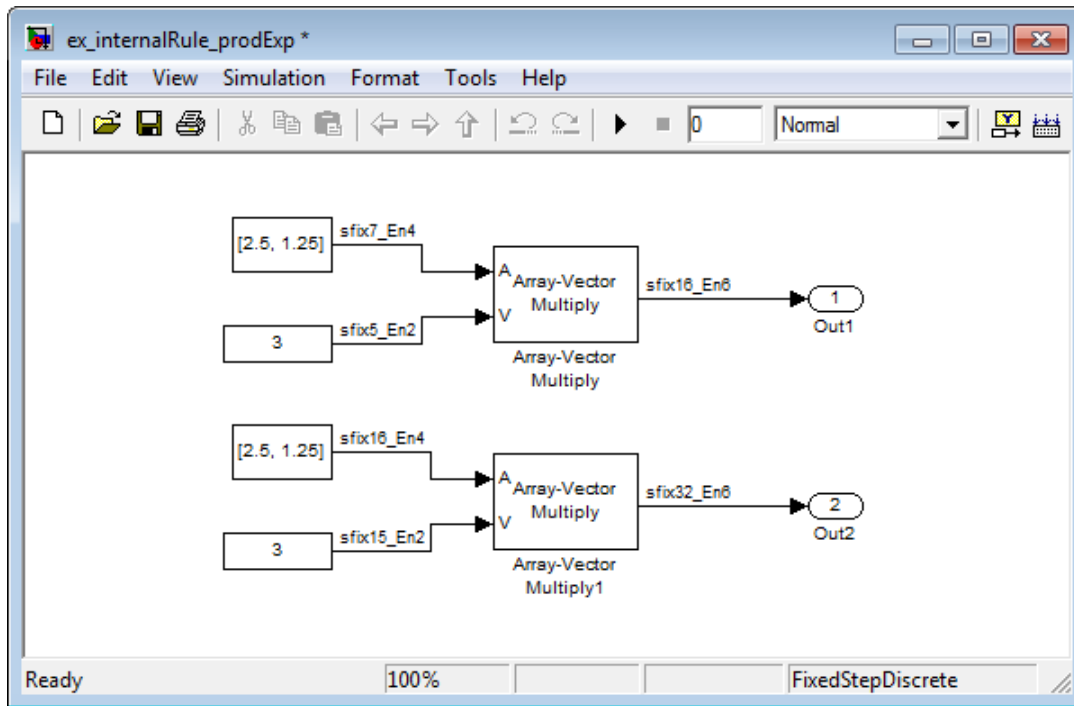 ex_internalRule_prodExp *
File Edit View Simulation Format Tools Help
0 Normal
[2.5, 1.25] sfix7_En4
A Array-Vector
Multiply
V
sfix16_En6
1
Out1
3 sfix5_En2
Array-Vector
Multiply
[2.5, 1.25] sfix16_En4
A Array-Vector
Multiply
V
sfix32_En6
2
Out2
3 sfix15_En2
Array-Vector
Multiply1
Ready 100% FixedStepDiscrete